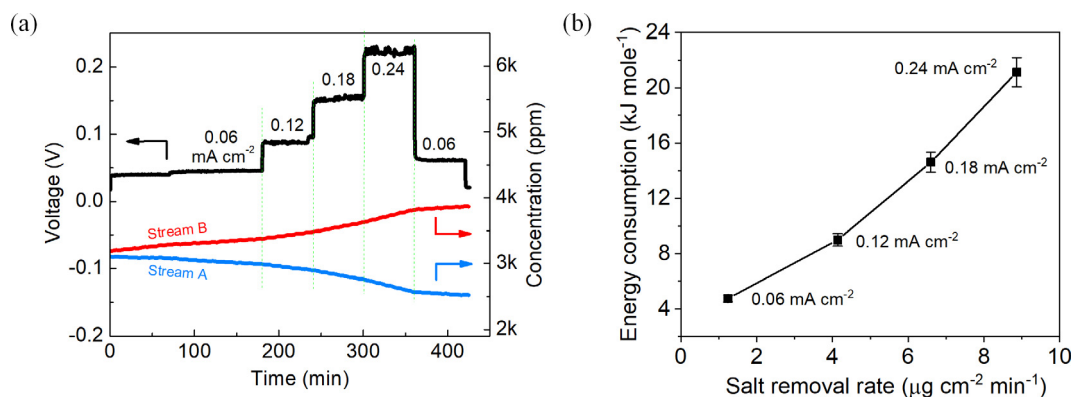 (a)
0.2
0.1
0.0
-0.1
-0.2
Voltage (V)
0.06
mA cm⁻²
0.12
0.18
0.24
0.06
Stream B
Stream A
6k
5k
4k
3k
2k
Concentration (ppm)
0
100
200
300
400
Time (min)
(b)
24
20
16
12
8
4
Energy consumption (kJ mole⁻¹)
0.24 mA cm⁻²
0.18 mA cm⁻²
0.12 mA cm⁻²
0.06 mA cm⁻²
0
2
4
6
8
10
Salt removal rate (μg cm⁻² min⁻¹)